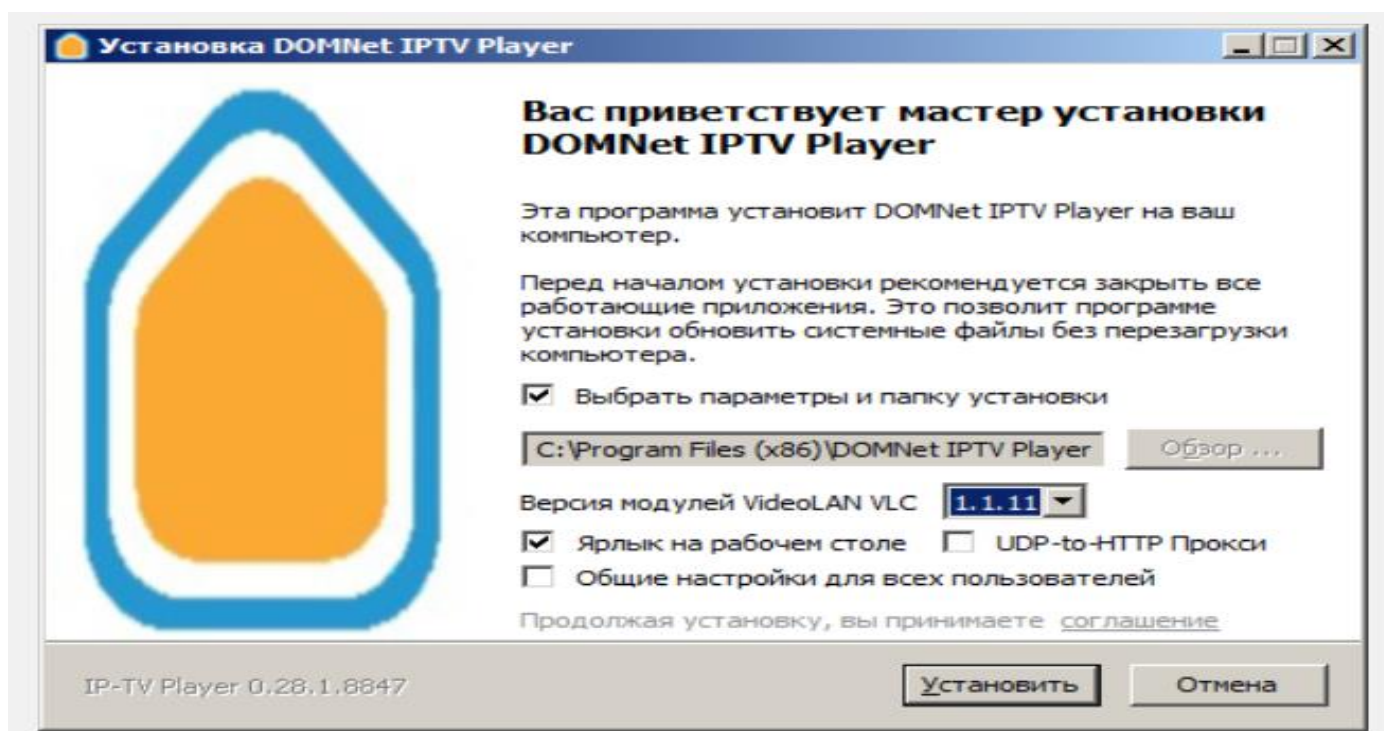 Установка DOMNet IPTV Player
Вас приветствует мастер установки
DOMNet IPTV Player
Эта программа установит DOMNet IPTV Player на ваш
компьютер.
Перед началом установки рекомендуется закрыть все
работающие приложения. Это позволит программе
установки обновить системные файлы без перезагрузки
компьютера.
Выбрать параметры и папку установки
C:\Program Files (x86)\DOMNet IPTV Player Обзор ...
Версия модулей VideoLAN VLC 1.1.11
Ярлык на рабочем столе UDP-to-HTTP Прокси
Общие настройки для всех пользователей
Продолжая установку, вы принимаете соглашение
IP-TV Player 0.28.1.8847 Установить Отмена